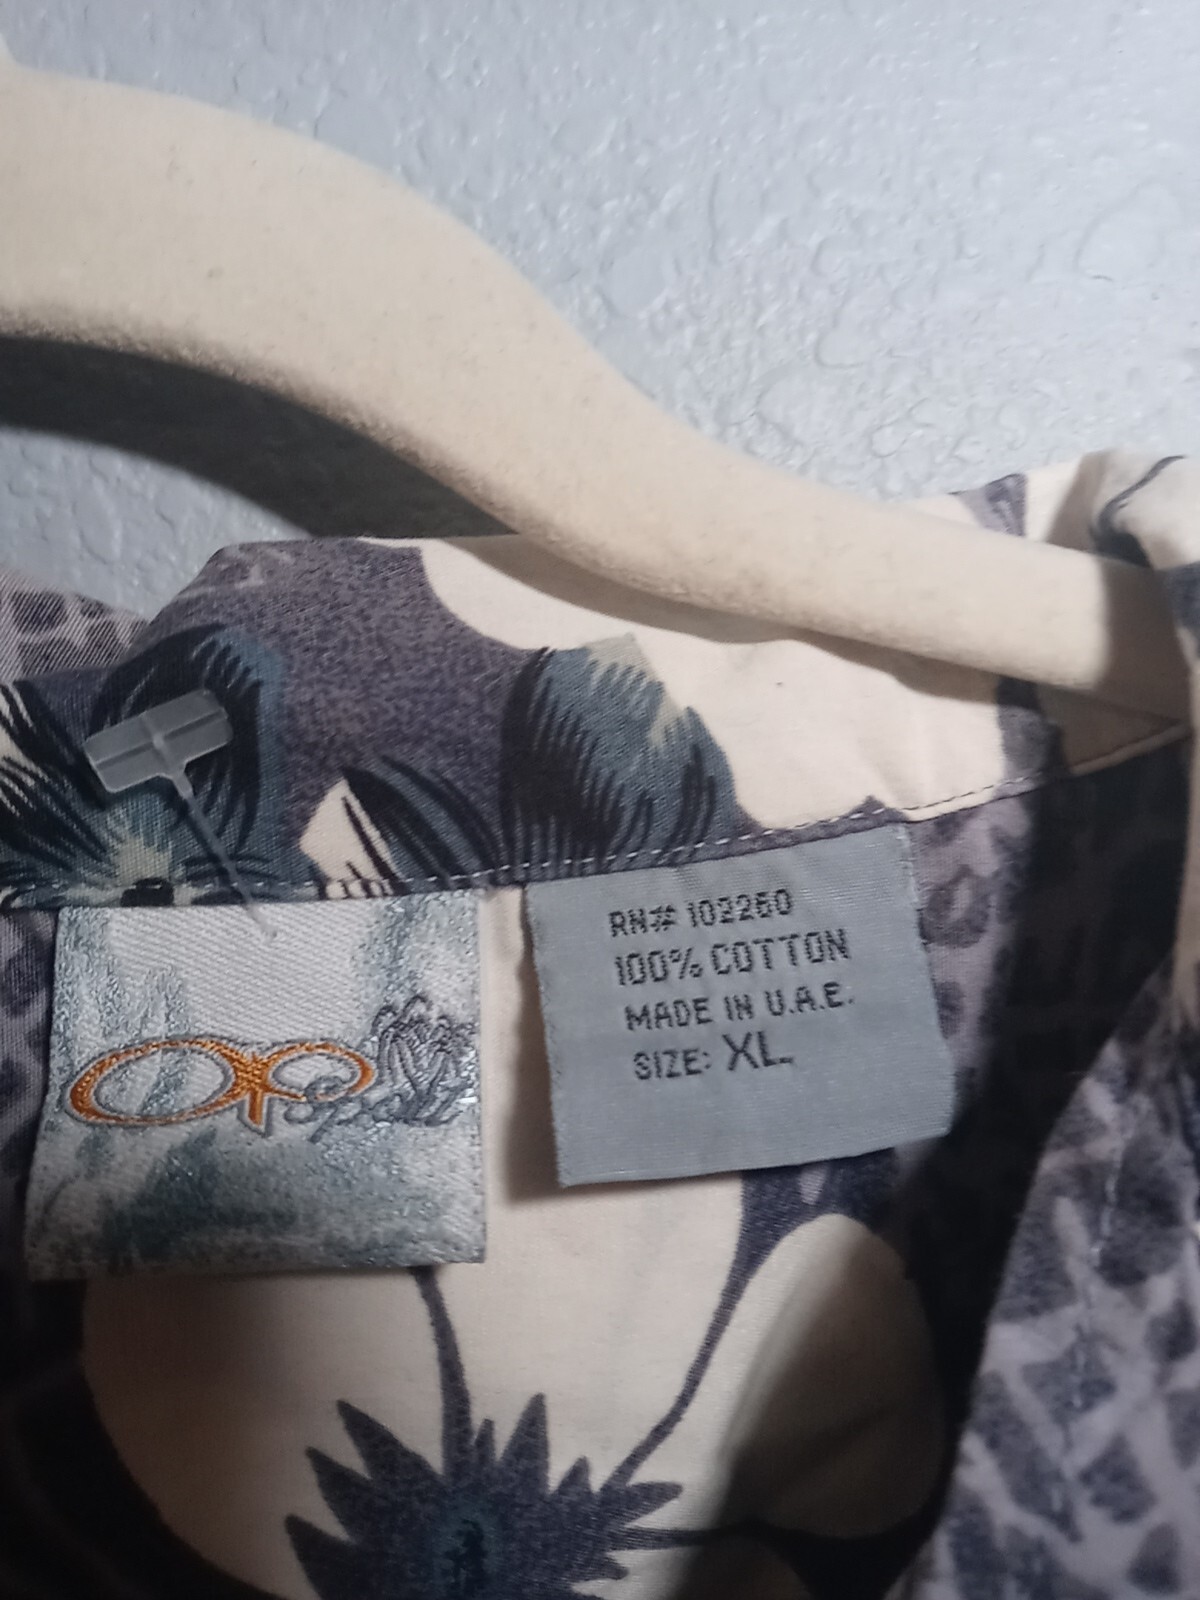 Op
Sport
RN# 102260
100% COTTON
MADE IN U.A.E.
SIZE: XL